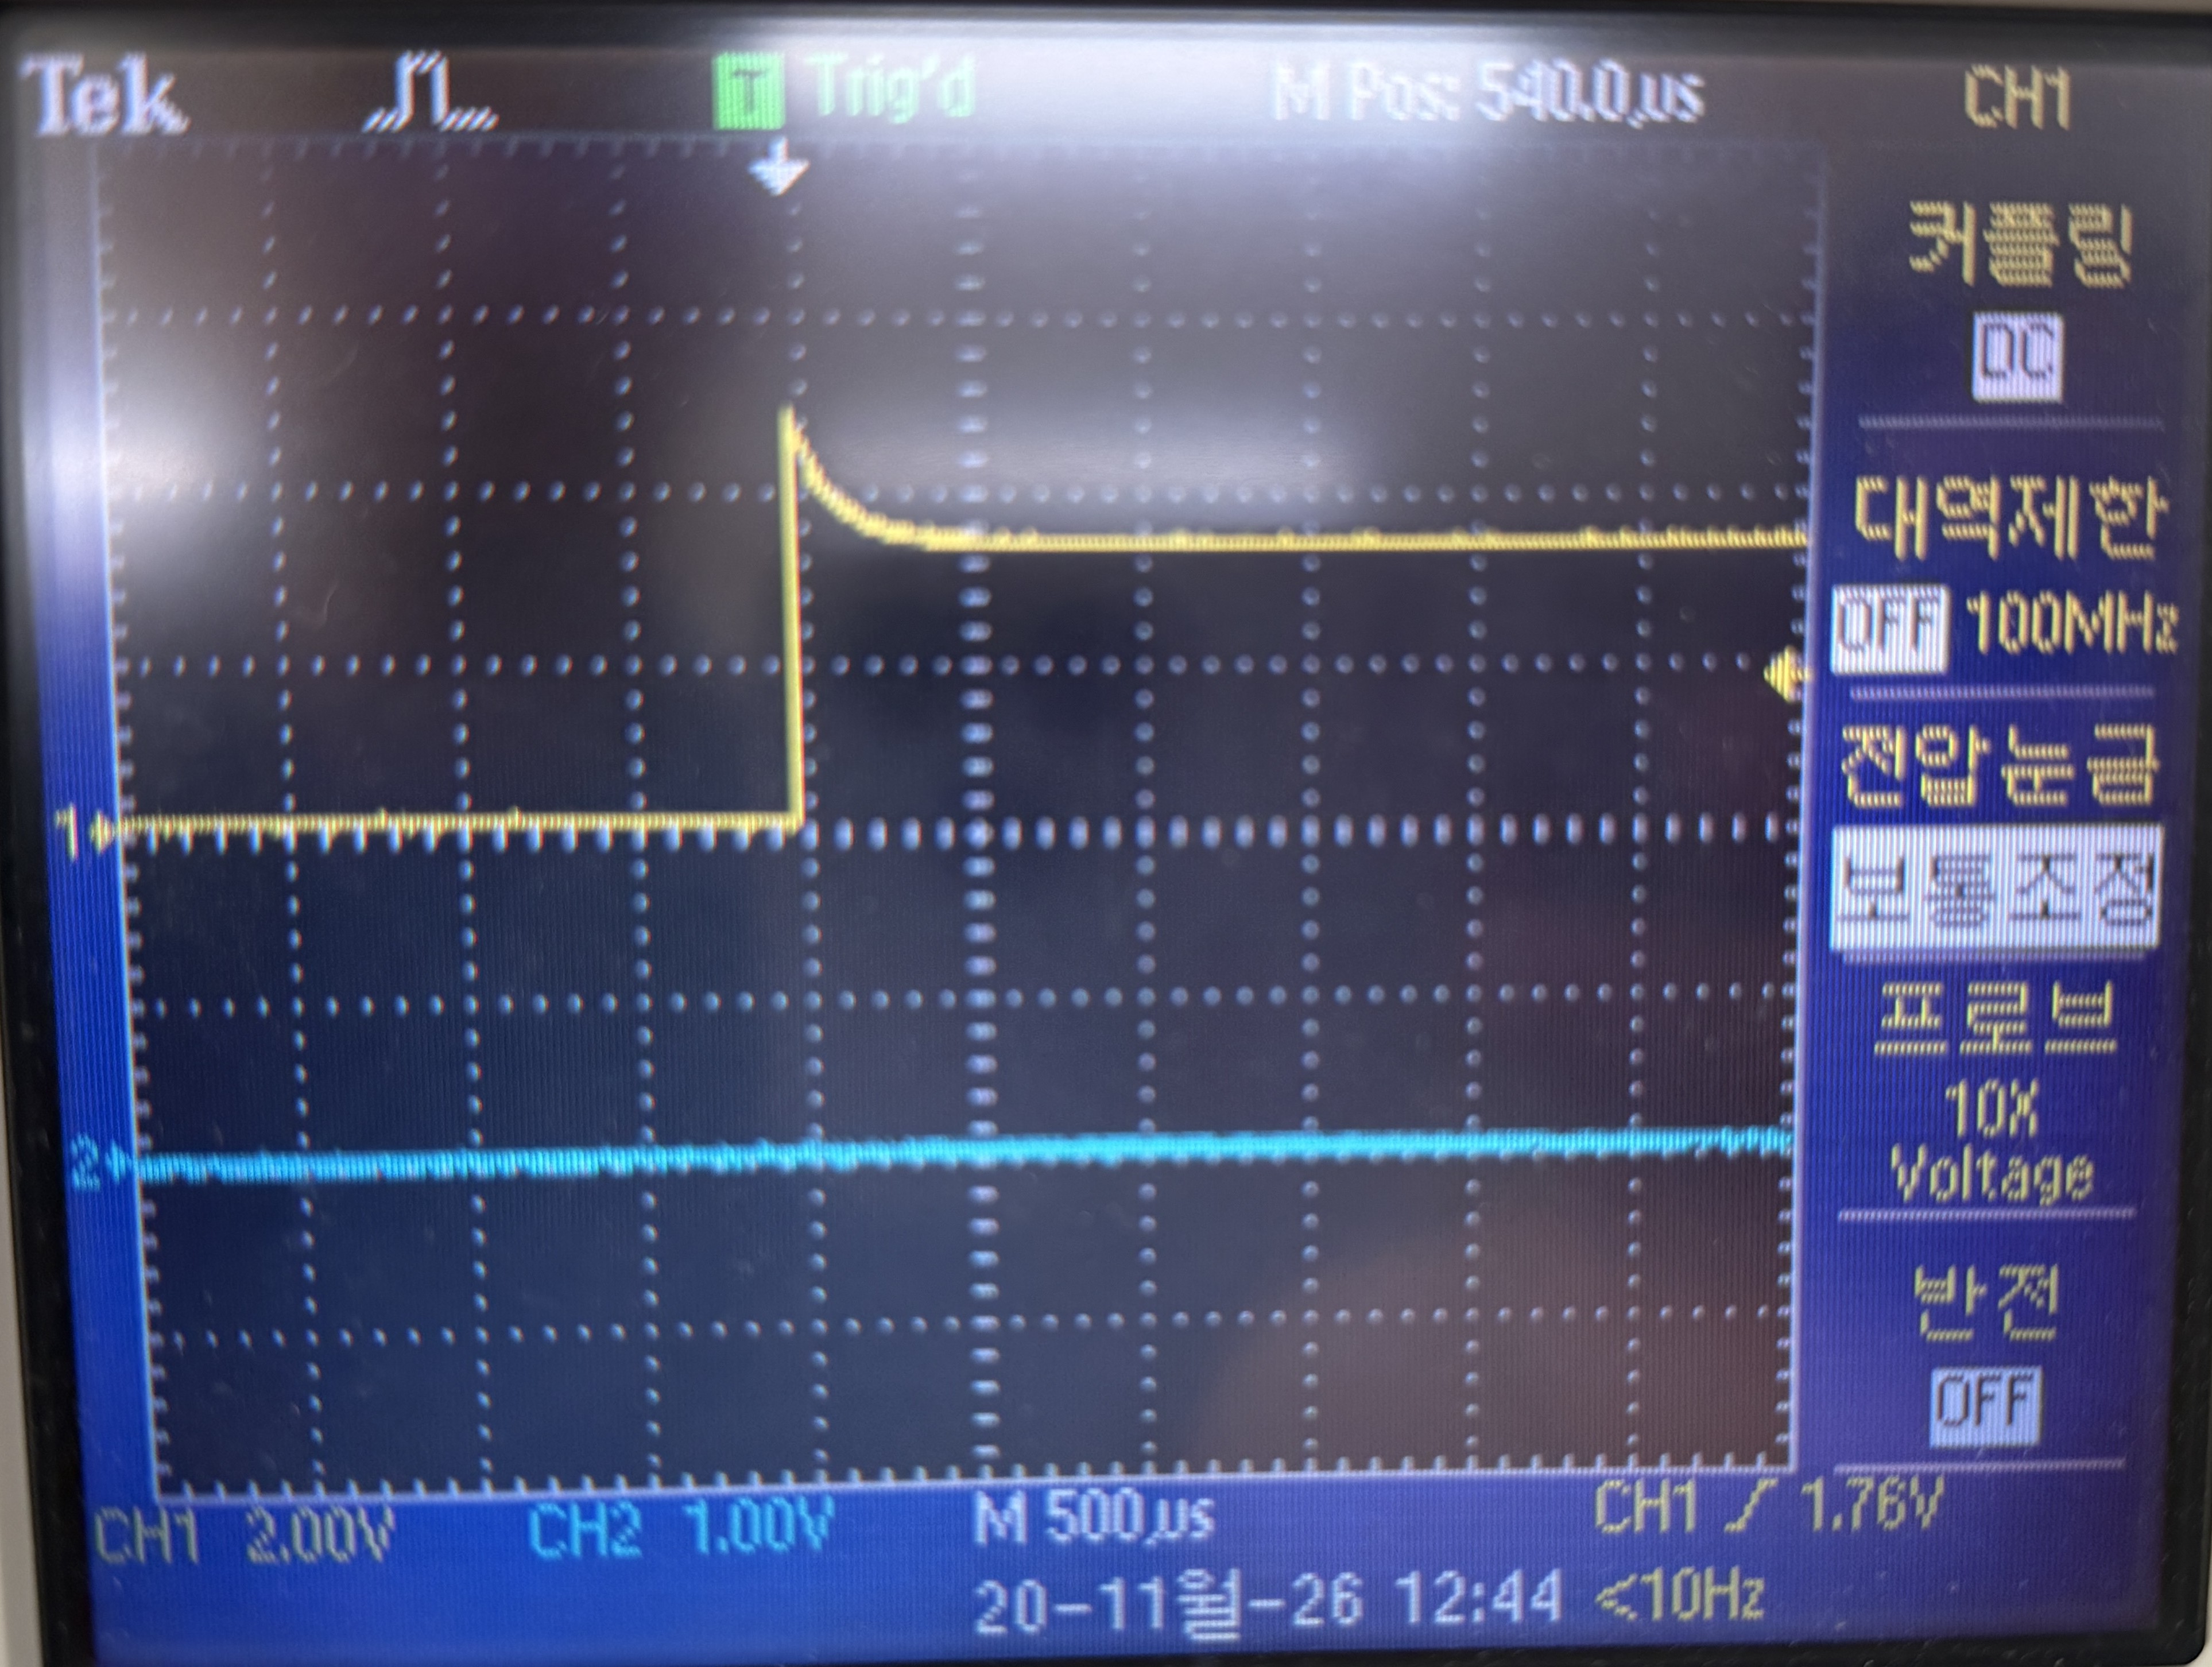 Tek
T Trig'd
M Pos: 540.0µs
CH1
커플링
DC
대역제한
OFF 100MHz
전압눈금
보통조정
프로브
10X
Voltage
반전
OFF
1
2
CH1 2.00V
CH2 1.00V
M 500µs
CH1 1.76V
20-11월-26 12:44
<10Hz